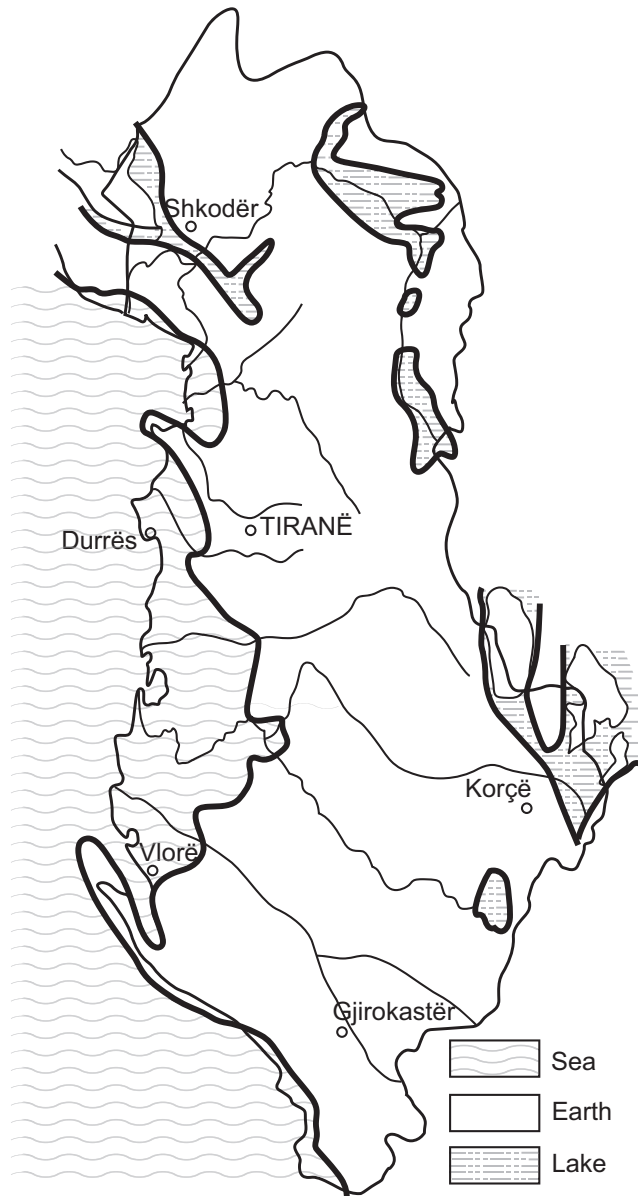 Shkodër
TIRANË
Durrës
Korçë
Vlorë
Gjirokastër
Sea
Earth
Lake